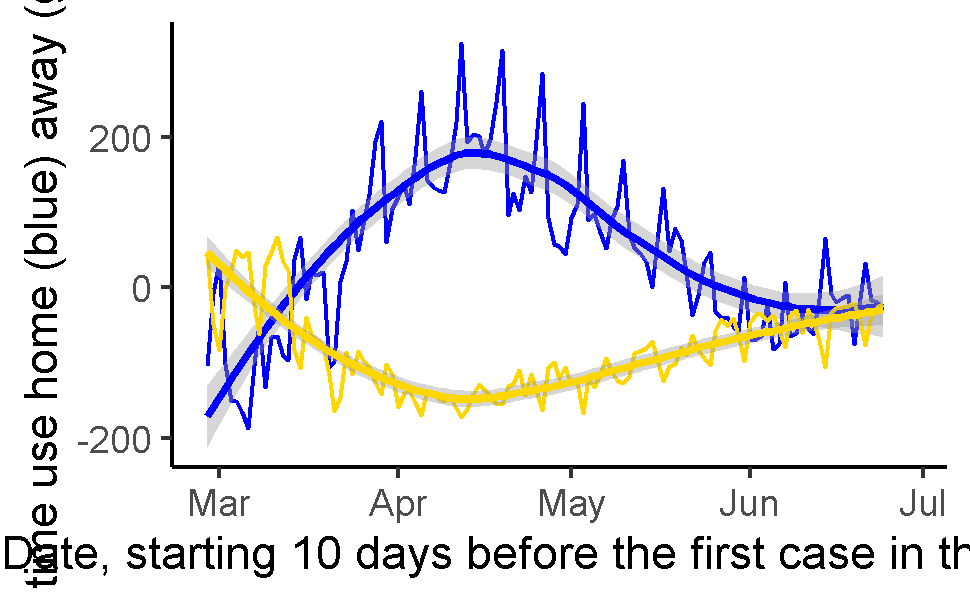 time use home (blue) away (
200
0
-200
Mar Apr May Jun Jul
Date, starting 10 days before the first case in th